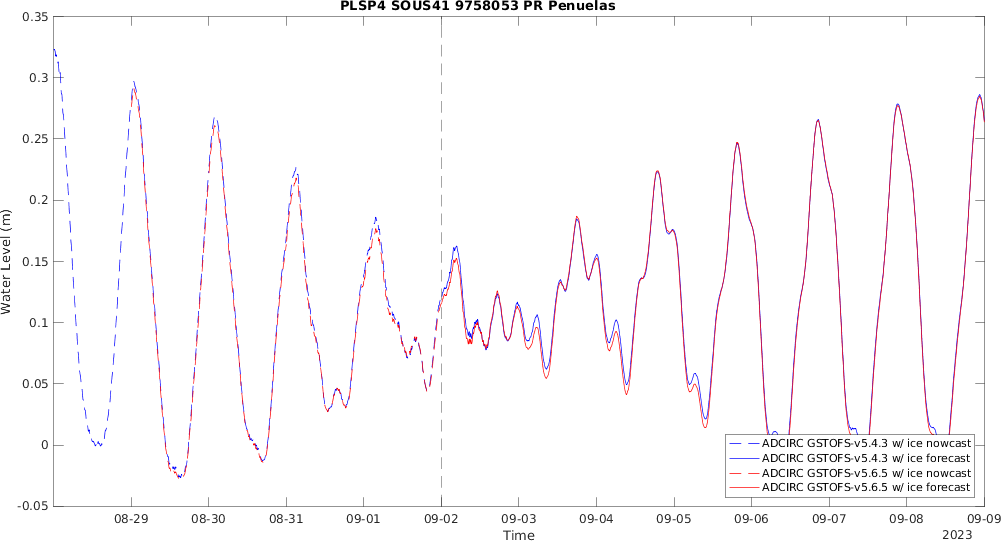 PLSP4 SOUS41 9758053 PR Penuelas
0.35
0.3
0.25
0.2
0.15
0.1
0.05
0
-0.05
Water Level (m)
ADCIRC GSTOFS-v5.4.3 w/ ice nowcast
ADCIRC GSTOFS-v5.4.3 w/ ice forecast
ADCIRC GSTOFS-v5.6.5 w/ ice nowcast
ADCIRC GSTOFS-v5.6.5 w/ ice forecast
08-29 08-30 08-31 09-01 09-02 09-03 09-04 09-05 09-06 09-07 09-08 09-09
Time
2023